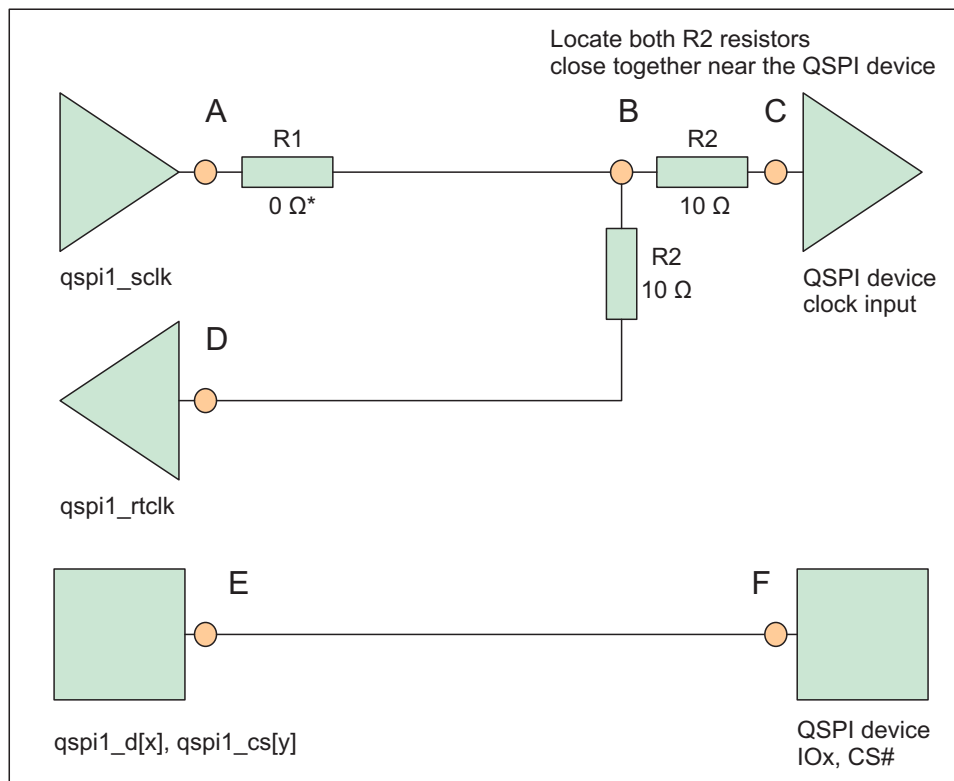 Locate both R2 resistors
close together near the QSPI device
A
R1
0 Ω*
B
R2
10 Ω
C
qspi1_sclk
R2
10 Ω
QSPI device
clock input
D
qspi1_rtclk
E
F
qspi1_d[x], qspi1_cs[y]
QSPI device
IOx, CS#